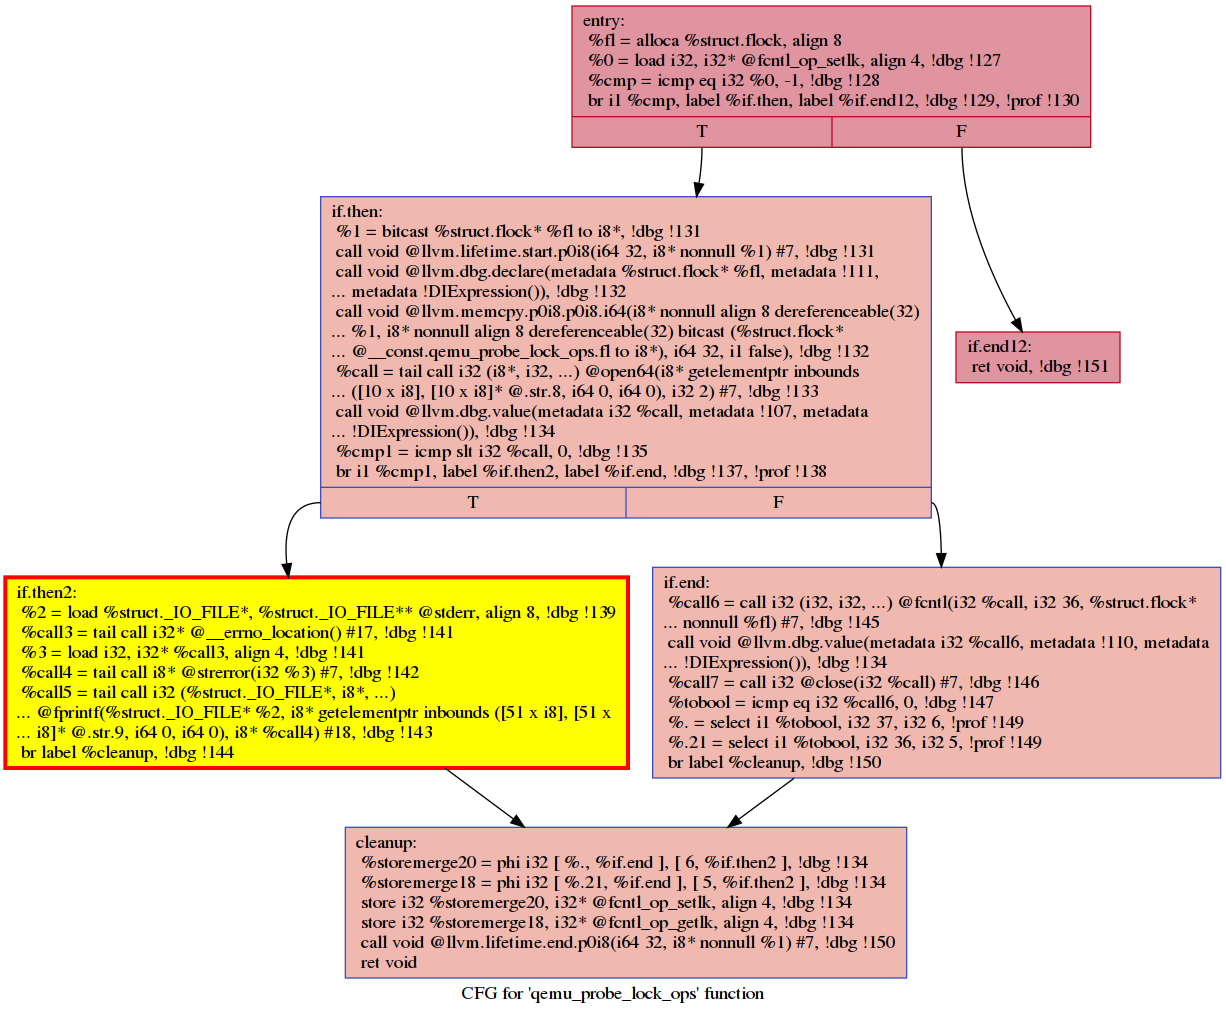 entry:
%fl = alloca %struct.flock, align 8
%0 = load i32, i32* @fcntl_op_setlk, align 4, !dbg !127
%cmp = icmp eq i32 %0, -1, !dbg !128
br i1 %cmp, label %if.then, label %if.end12, !dbg !129, !prof !130
T
F
if.then:
%1 = bitcast %struct.flock* %fl to i8*, !dbg !131
call void @llvm.lifetime.start.p0i8(i64 32, i8* nonnull %1) #7, !dbg !131
call void @llvm.dbg.declare(metadata %struct.flock* %fl, metadata !111,
... metadata !DIExpression()), !dbg !132
call void @llvm.memcpy.p0i8.p0i8.i64(i8* nonnull align 8 dereferenceable(32)
... %1, i8* nonnull align 8 dereferenceable(32) bitcast (%struct.flock*
... @__const.qemu_probe_lock_ops.fl to i8*), i64 32, i1 false), !dbg !132
%call = tail call i32 (i8*, i32, ...) @open64(i8* getelementptr inbounds
... ([10 x i8], [10 x i8]* @.str.8, i64 0, i64 0), i32 2) #7, !dbg !133
call void @llvm.dbg.value(metadata i32 %call, metadata !107, metadata
... !DIExpression()), !dbg !134
%cmp1 = icmp slt i32 %call, 0, !dbg !135
br i1 %cmp1, label %if.then2, label %if.end, !dbg !137, !prof !138
T
F
if.end12:
ret void, !dbg !151
if.then2:
%2 = load %struct._IO_FILE*, %struct._IO_FILE** @stderr, align 8, !dbg !139
%call3 = tail call i32* @__errno_location() #17, !dbg !141
%3 = load i32, i32* %call3, align 4, !dbg !141
%call4 = tail call i8* @strerror(i32 %3) #7, !dbg !142
%call5 = tail call i32 (%struct._IO_FILE*, i8*, ...)
... @fprintf(%struct._IO_FILE* %2, i8* getelementptr inbounds ([51 x i8], [51 x
... i8]* @.str.9, i64 0, i64 0), i8* %call4) #18, !dbg !143
br label %cleanup, !dbg !144
if.end:
%call6 = call i32 (i32, i32, ...) @fcntl(i32 %call, i32 36, %struct.flock*
... nonnull %fl) #7, !dbg !145
call void @llvm.dbg.value(metadata i32 %call6, metadata !110, metadata
... !DIExpression()), !dbg !134
%call7 = call i32 @close(i32 %call) #7, !dbg !146
%tobool = icmp eq i32 %call6, 0, !dbg !147
%. = select i1 %tobool, i32 37, i32 6, !prof !149
%.21 = select i1 %tobool, i32 36, i32 5, !prof !149
br label %cleanup, !dbg !150
cleanup:
%storemerge20 = phi i32 [ %., %if.end ], [ 6, %if.then2 ], !dbg !134
%storemerge18 = phi i32 [ %.21, %if.end ], [ 5, %if.then2 ], !dbg !134
store i32 %storemerge20, i32* @fcntl_op_setlk, align 4, !dbg !134
store i32 %storemerge18, i32* @fcntl_op_getlk, align 4, !dbg !134
call void @llvm.lifetime.end.p0i8(i64 32, i8* nonnull %1) #7, !dbg !150
ret void
CFG for 'qemu_probe_lock_ops' function